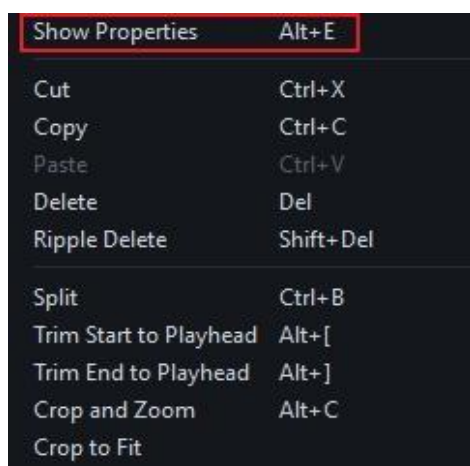 Show Properties Alt+E
Cut Ctrl+X
Copy Ctrl+C
Paste Ctrl+V
Delete Del
Ripple Delete Shift+Del
Split Ctrl+B
Trim Start to Playhead Alt+[
Trim End to Playhead Alt+]
Crop and Zoom Alt+C
Crop to Fit